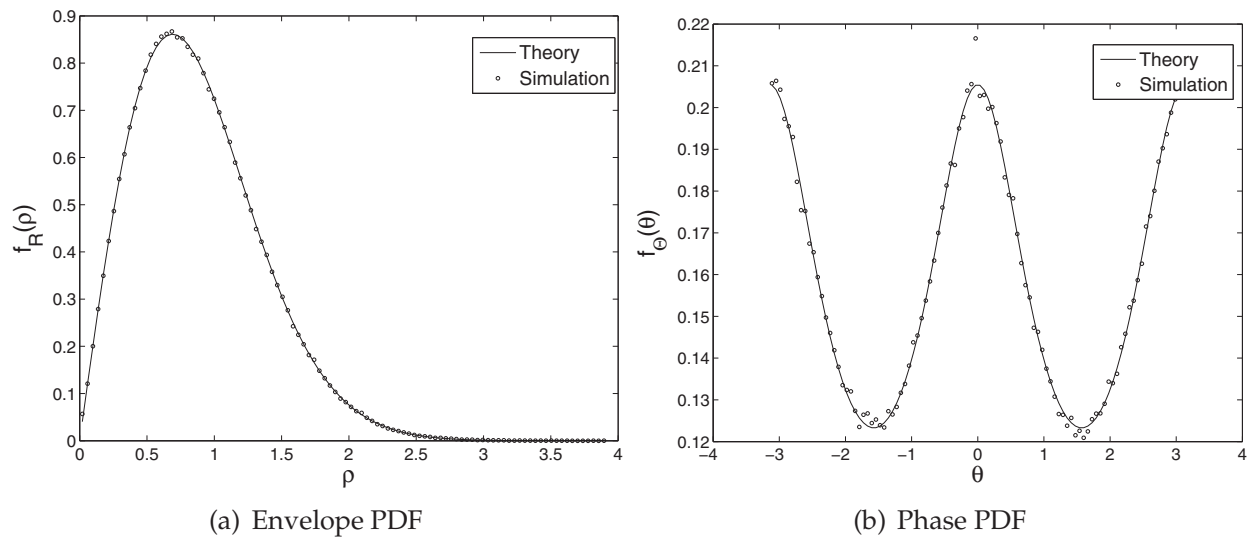 0.9
0.8
0.7
0.6
0.5
0.4
0.3
0.2
0.1
0
f_R(ρ)
Theory
Simulation
0 0.5 1 1.5 2 2.5 3 3.5 4
ρ
(a) Envelope PDF
0.22
0.21
0.2
0.19
0.18
0.17
0.16
0.15
0.14
0.13
0.12
f_Θ(θ)
Theory
Simulation
−4 −3 −2 −1 0 1 2 3 4
θ
(b) Phase PDF